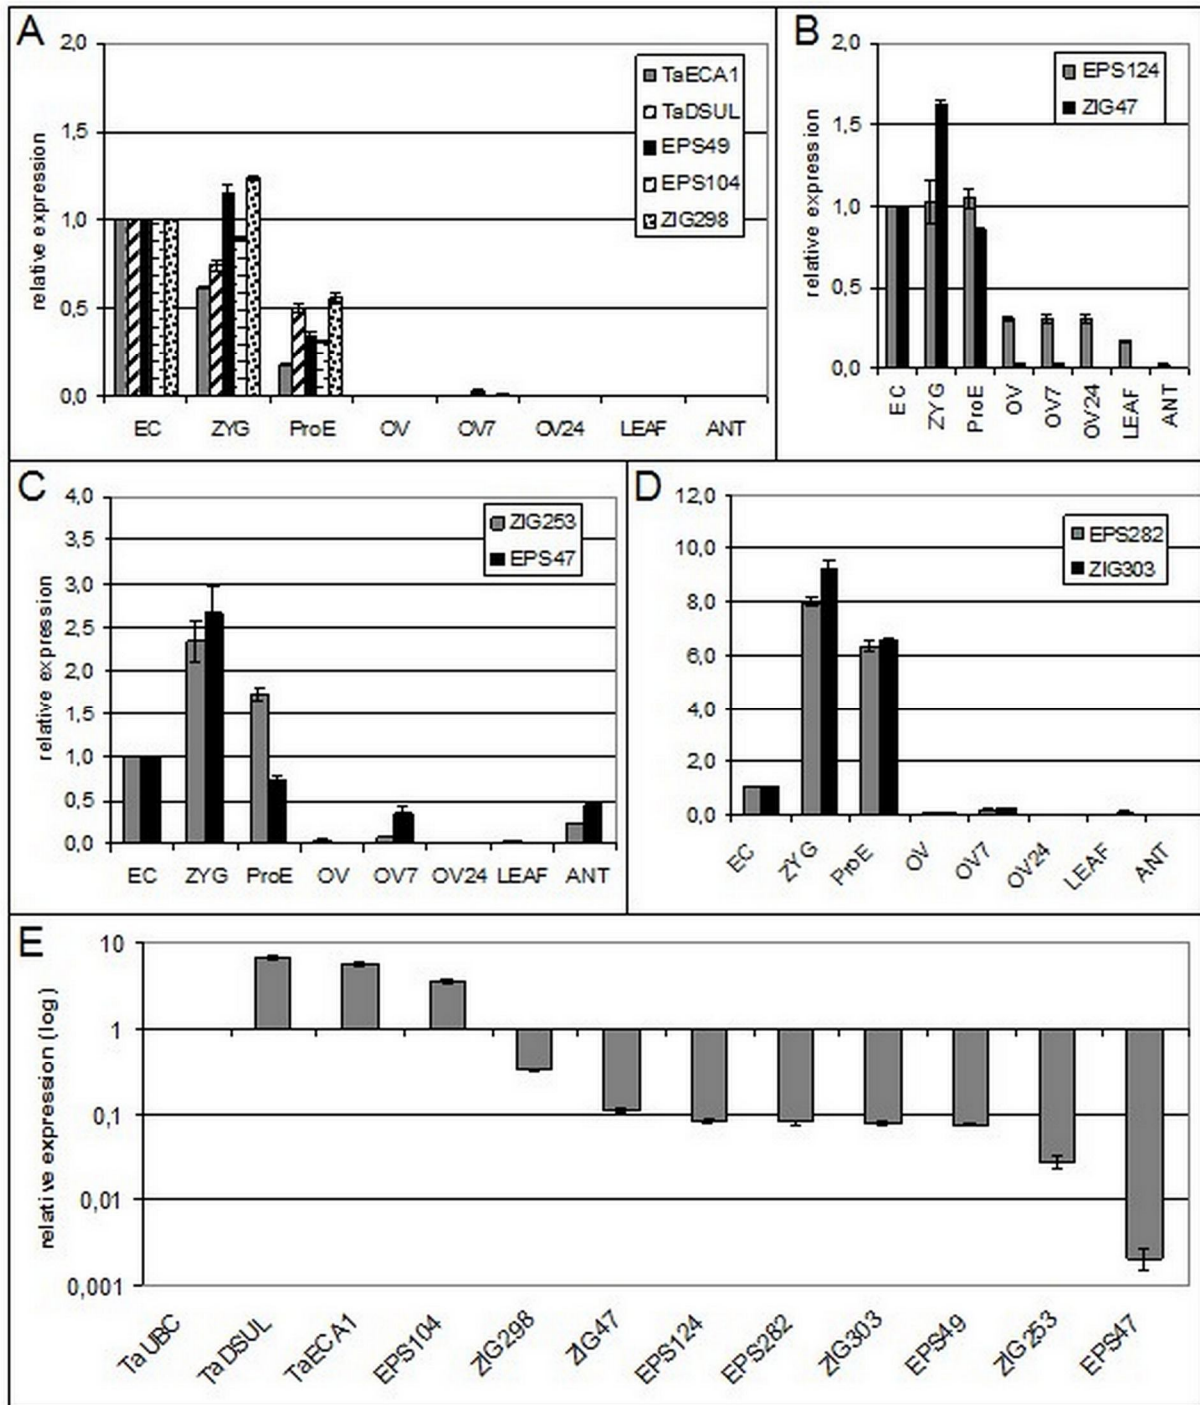 A
2,0
1,5
1,0
0,5
0,0
relative expression
TaECA1
TaDSUL
EPS49
EPS104
ZIG298
EC ZYG ProE OV OV7 OV24 LEAF ANT
B
2,0
1,5
1,0
0,5
0,0
relative expression
EPS124
ZIG47
EC ZYG ProE OV OV7 OV24 LEAF ANT
C
4,0
3,5
3,0
2,5
2,0
1,5
1,0
0,5
0,0
relative expression
ZIG253
EPS47
EC ZYG ProE OV OV7 OV24 LEAF ANT
D
12,0
10,0
8,0
6,0
4,0
2,0
0,0
EPS282
ZIG303
EC ZYG ProE OV OV7 OV24 LEAF ANT
E
10
1
0,1
0,01
0,001
relative expression (log)
TaUBC TaDSUL TaECA1 EPS104 ZIG298 ZIG47 EPS124 EPS282 ZIG303 EPS49 ZIG253 EPS47